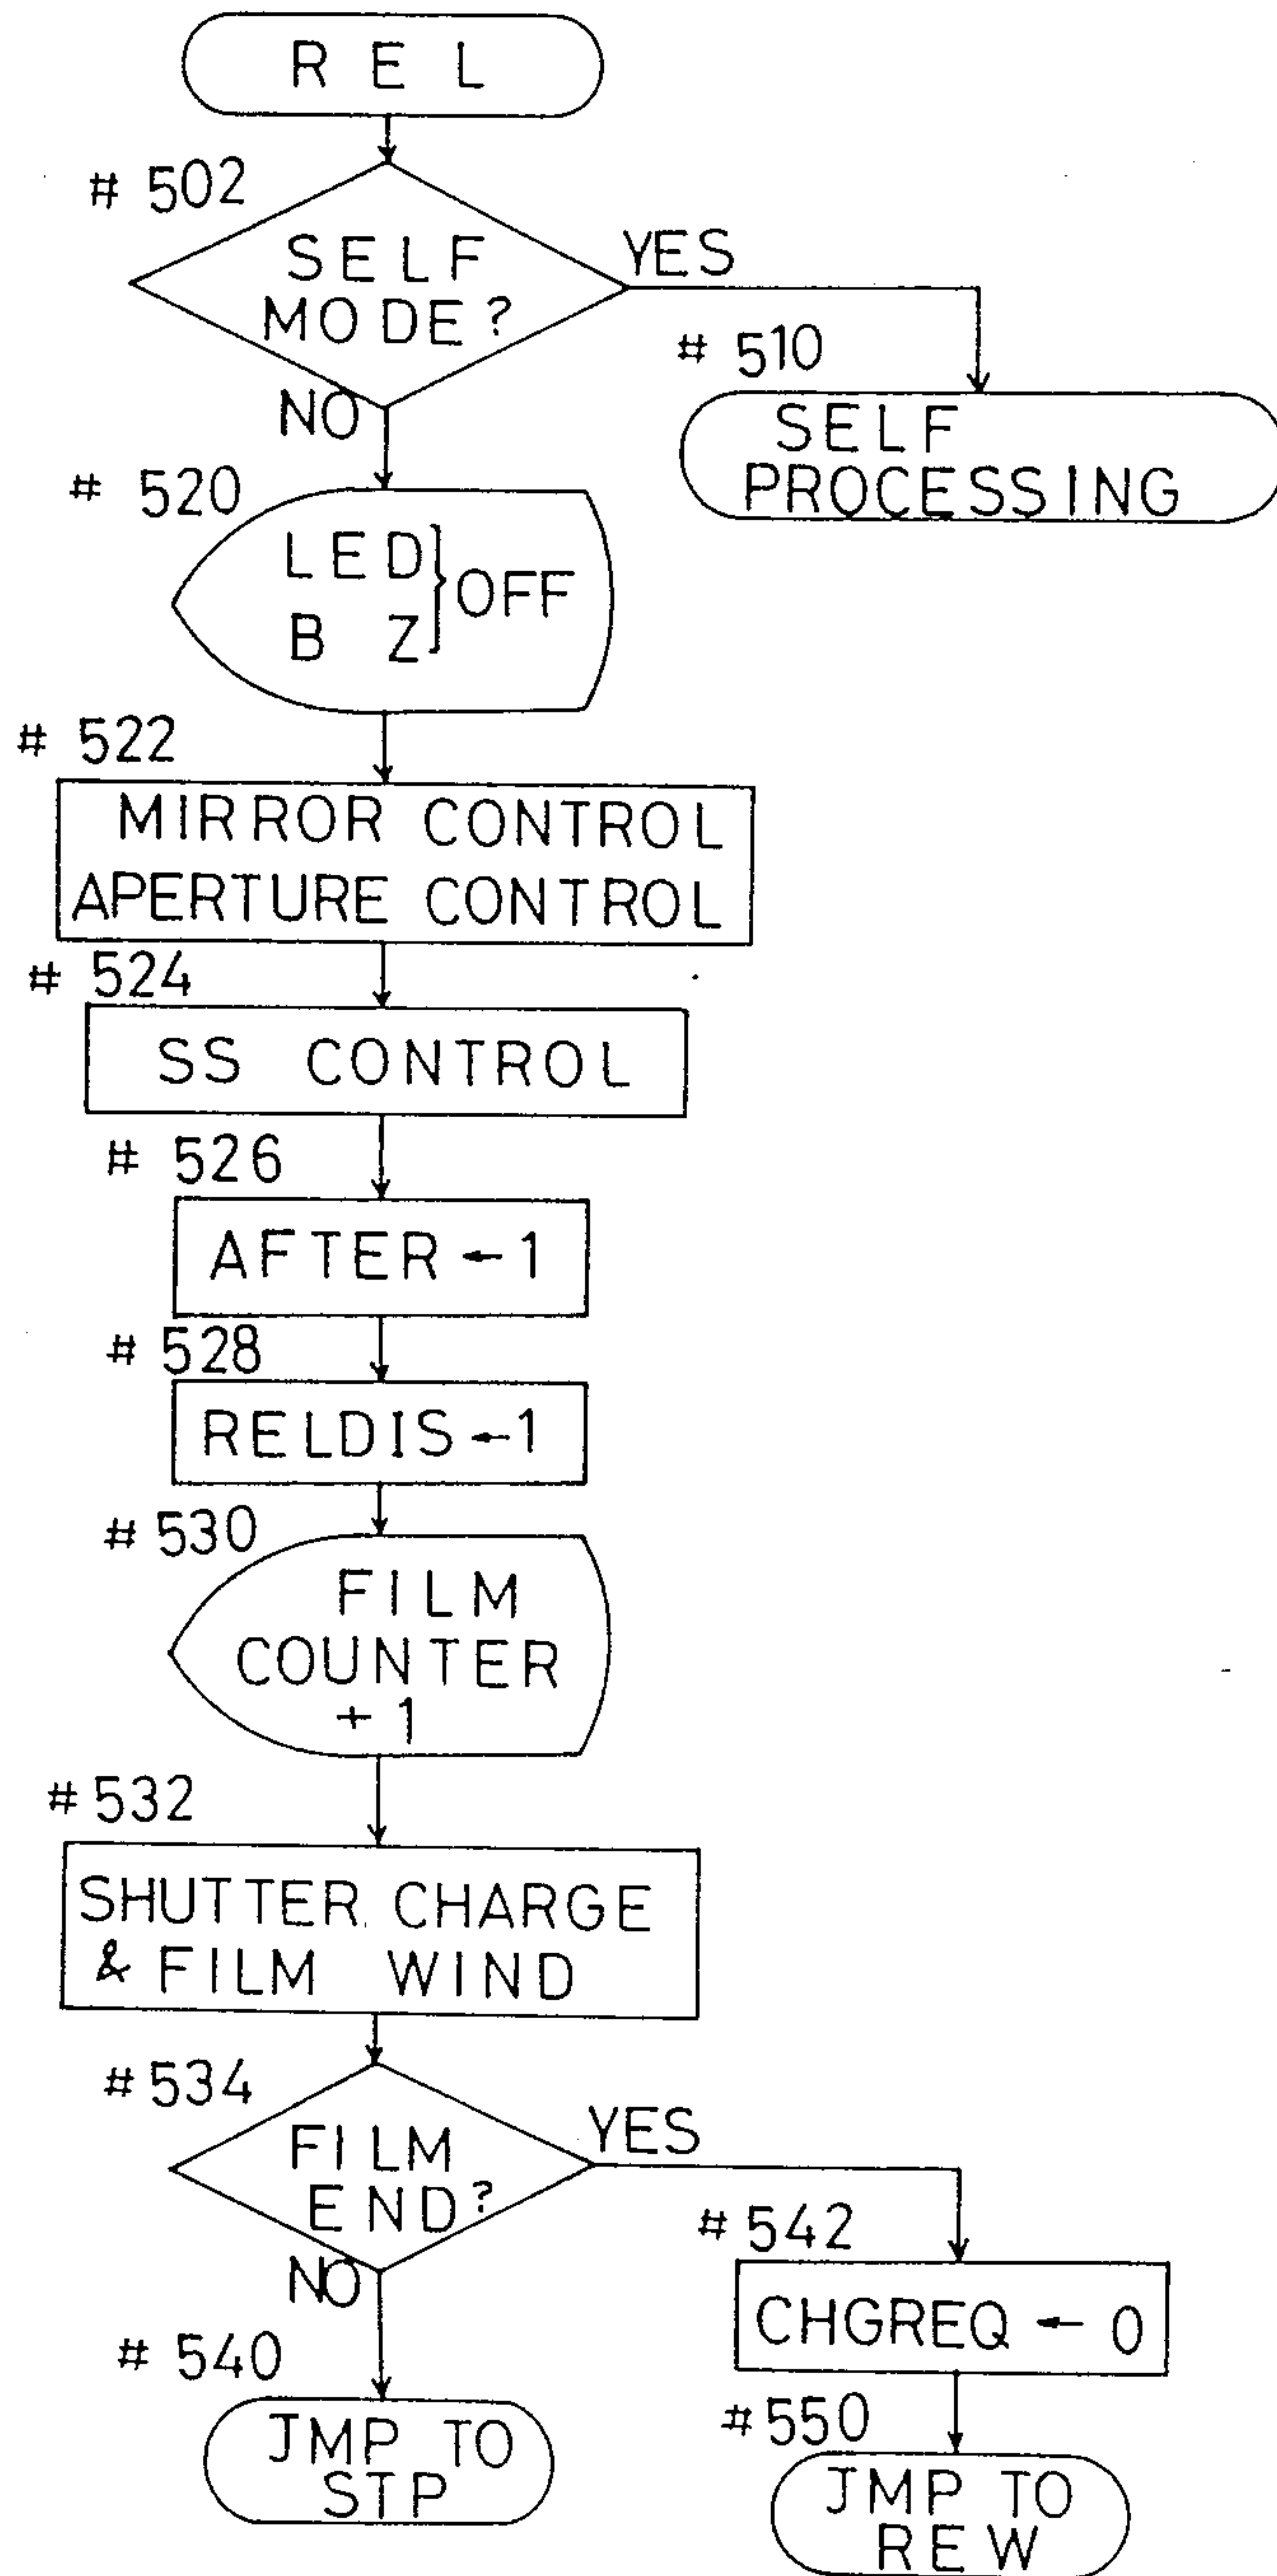 REL
# 502
SELF
MODE?
YES
NO
# 510
SELF
PROCESSING
# 520
LED
B Z
} OFF
# 522
MIRROR CONTROL
APERTURE CONTROL
# 524
SS CONTROL
# 526
AFTER ← 1
# 528
RELDIS ← 1
# 530
FILM
COUNTER
+ 1
# 532
SHUTTER CHARGE
& FILM WIND
# 534
FILM
END?
YES
NO
# 542
CHGREQ ← 0
# 540
JMP TO
STP
# 550
JMP TO
REW